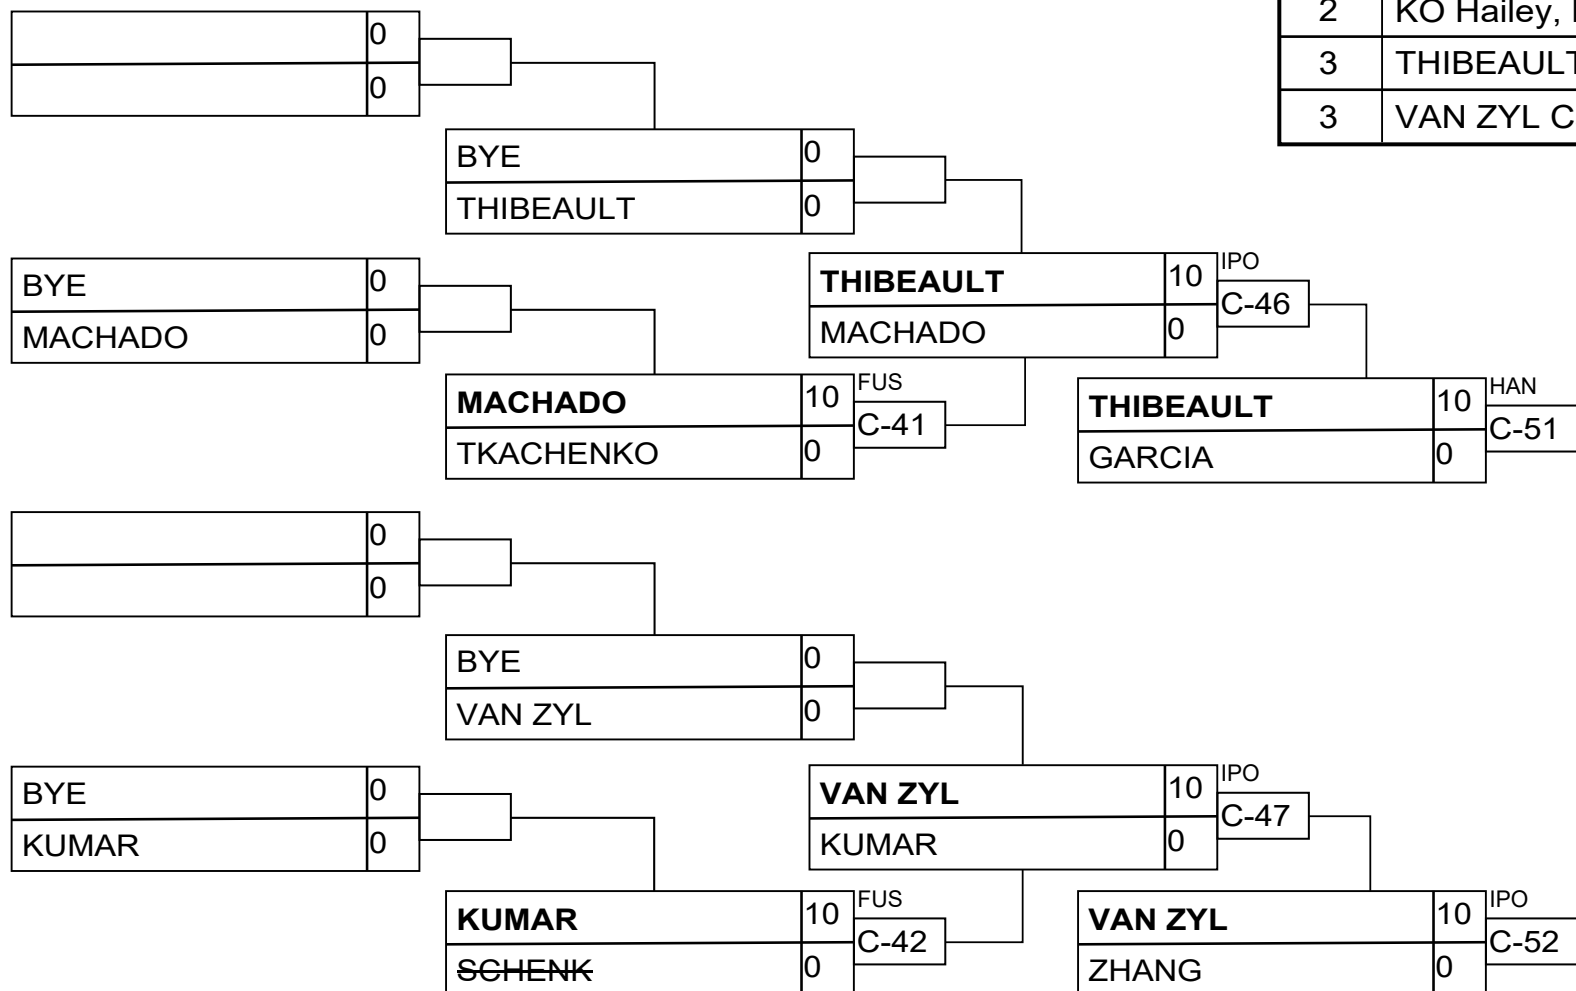 0
0
2 KO Hailey,
3 THIBEAULT
3 VAN ZYL C
BYE 0
THIBEAULT 0
BYE 0
MACHADO 0
THIBEAULT 10 IPO
C-46
MACHADO 0
MACHADO 10 FUS
C-41
TKACHENKO 0
THIBEAULT 10 HAN
C-51
GARCIA 0
0
0
BYE 0
VAN ZYL 0
BYE 0
KUMAR 0
VAN ZYL 10 IPO
C-47
KUMAR 0
KUMAR 10 FUS
C-42
SCHENK 0
VAN ZYL 10 IPO
C-52
ZHANG 0